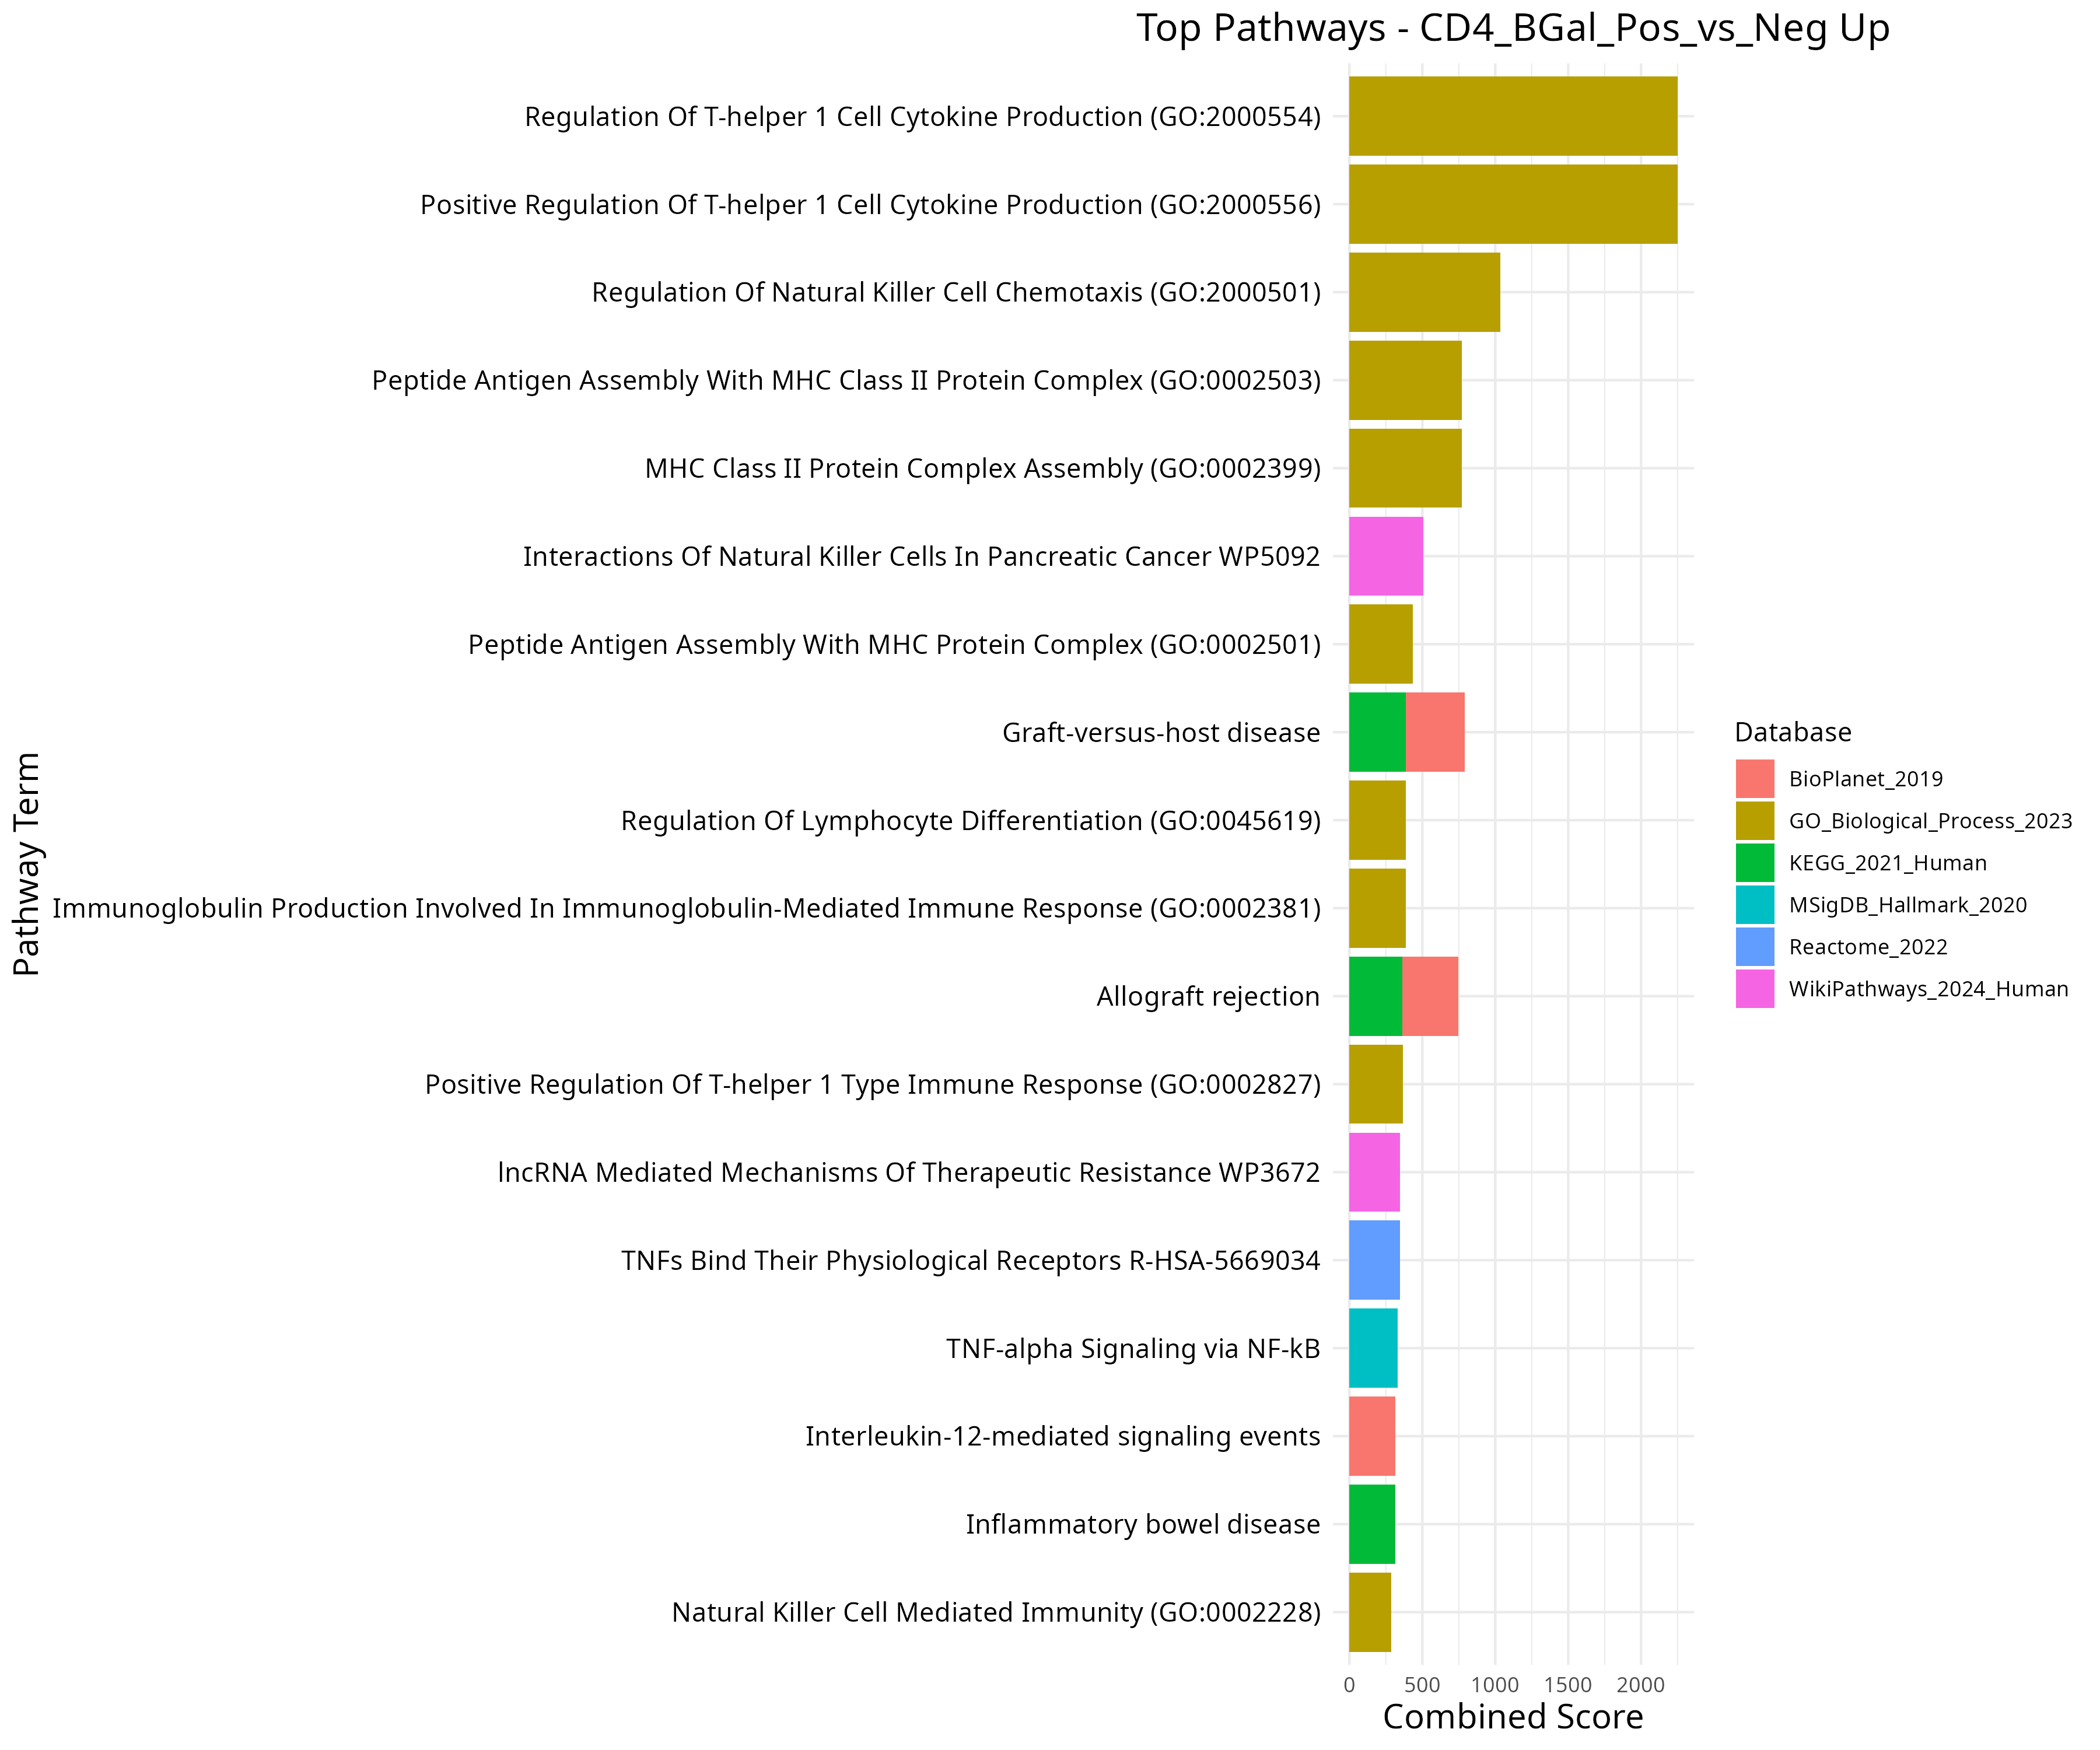 Top Pathways - CD4_BGal_Pos_vs_Neg Up
Pathway Term
Regulation Of T-helper 1 Cell Cytokine Production (GO:2000554)
Positive Regulation Of T-helper 1 Cell Cytokine Production (GO:2000556)
Regulation Of Natural Killer Cell Chemotaxis (GO:2000501)
Peptide Antigen Assembly With MHC Class II Protein Complex (GO:0002503)
MHC Class II Protein Complex Assembly (GO:0002399)
Interactions Of Natural Killer Cells In Pancreatic Cancer WP5092
Peptide Antigen Assembly With MHC Protein Complex (GO:0002501)
Graft-versus-host disease
Regulation Of Lymphocyte Differentiation (GO:0045619)
Immunoglobulin Production Involved In Immunoglobulin-Mediated Immune Response (GO:0002381)
Allograft rejection
Positive Regulation Of T-helper 1 Type Immune Response (GO:0002827)
lncRNA Mediated Mechanisms Of Therapeutic Resistance WP3672
TNFs Bind Their Physiological Receptors R-HSA-5669034
TNF-alpha Signaling via NF-kB
Interleukin-12-mediated signaling events
Inflammatory bowel disease
Natural Killer Cell Mediated Immunity (GO:0002228)
0 500 1000 1500 2000
Combined Score
Database
BioPlanet_2019
GO_Biological_Process_2023
KEGG_2021_Human
MSigDB_Hallmark_2020
Reactome_2022
WikiPathways_2024_Human